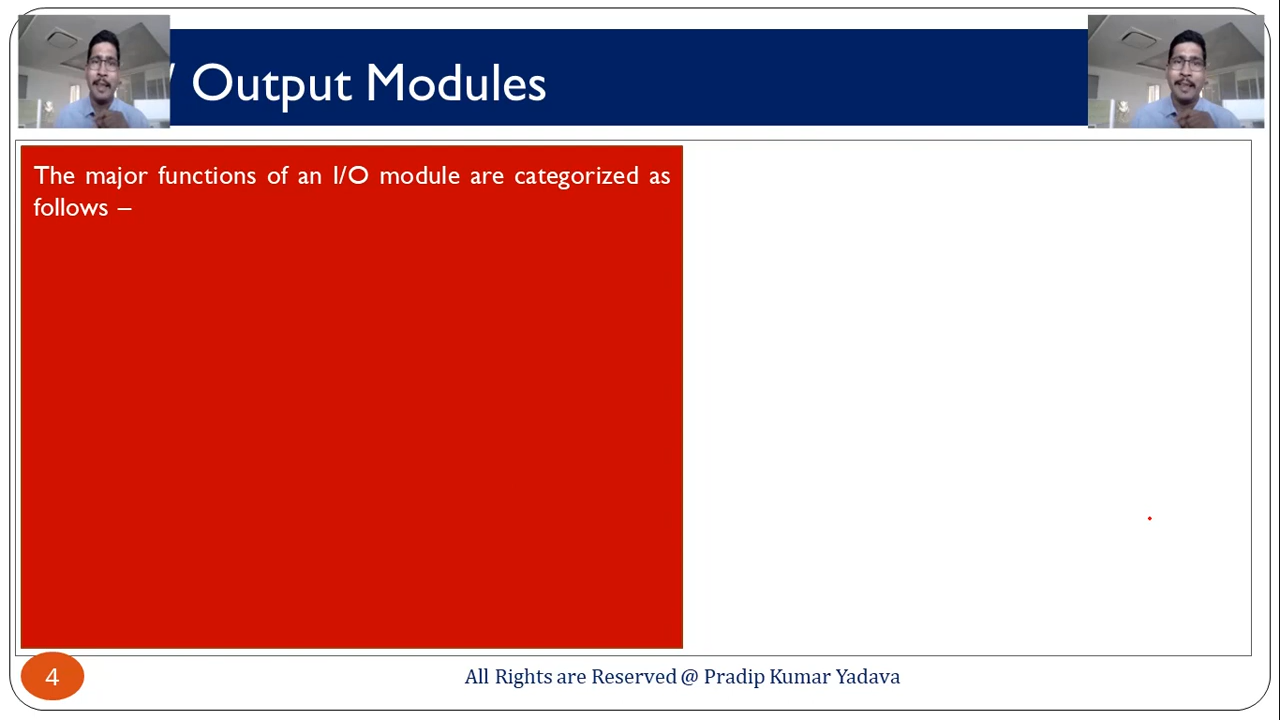 / Output Modules
The major functions of an I/O module are categorized as
follows –
4
All Rights are Reserved @ Pradip Kumar Yadava